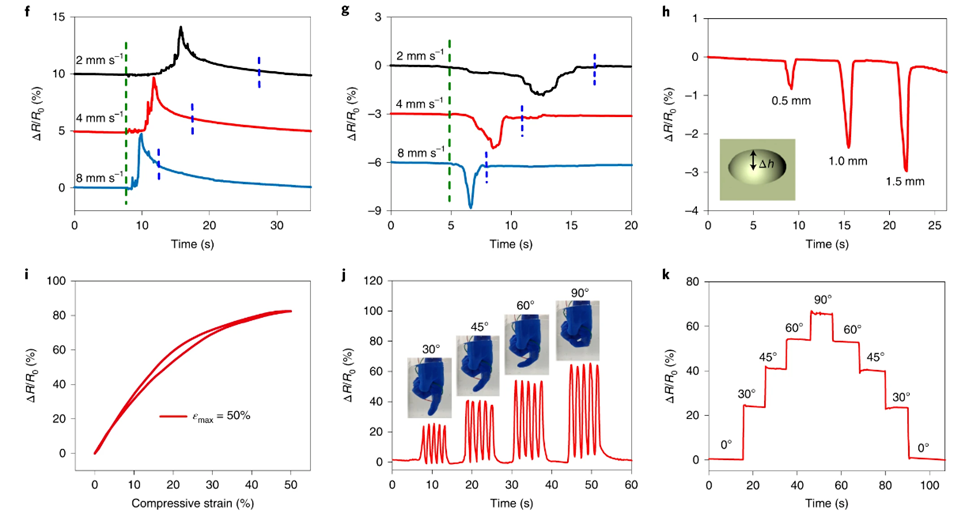 f
15
10
5
0
ΔR/R0 (%)
2 mm s⁻¹
4 mm s⁻¹
8 mm s⁻¹
0
10
20
30
Time (s)
g
3
0
−3
−6
−9
ΔR/R0 (%)
2 mm s⁻¹
4 mm s⁻¹
8 mm s⁻¹
0
5
10
15
20
Time (s)
h
1
0
−1
−2
−3
−4
ΔR/R0 (%)
0.5 mm
1.0 mm
1.5 mm
Δh
0
5
10
15
20
25
Time (s)
i
100
80
60
40
20
0
ΔR/R0 (%)
εmax = 50%
0
10
20
30
40
50
Compressive strain (%)
j
120
100
80
60
40
20
0
ΔR/R0 (%)
30°
45°
60°
90°
0
10
20
30
40
50
60
Time (s)
k
80
60
40
20
0
ΔR/R0 (%)
0°
30°
45°
60°
90°
60°
45°
30°
0°
0
20
40
60
80
100
Time (s)